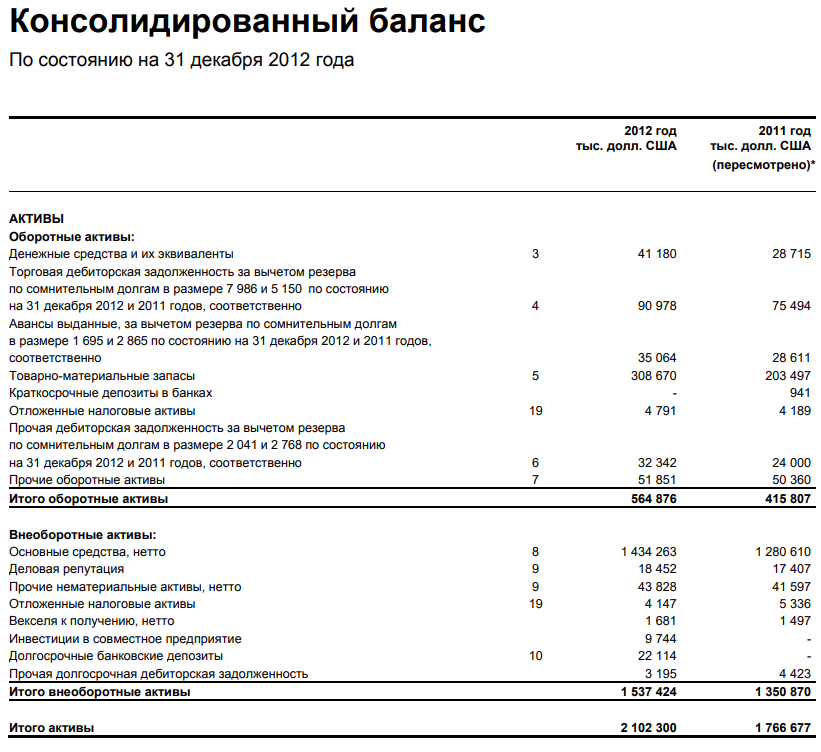 Консолидированный баланс
По состоянию на 31 декабря 2012 года
2012 год 2011 год
тыс. долл. США тыс. долл. США
(пересмотрено)*
АКТИВЫ
Оборотные активы:
Денежные средства и их эквиваленты 3 41 180 28 715
Торговая дебиторская задолженность за вычетом резерва
по сомнительным долгам в размере 7 986 и 5 150 по состоянию
на 31 декабря 2012 и 2011 годов, соответственно 4 90 978 75 494
Авансы выданные, за вычетом резерва по сомнительным долгам
в размере 1 695 и 2 865 по состоянию на 31 декабря 2012 и 2011 годов,
соответственно 35 064 28 611
Товарно-материальные запасы 5 308 670 203 497
Краткосрочные депозиты в банках - 941
Отложенные налоговые активы 19 4 791 4 189
Прочая дебиторская задолженность за вычетом резерва
по сомнительным долгам в размере 2 041 и 2 768 по состоянию
на 31 декабря 2012 и 2011 годов, соответственно 6 32 342 24 000
Прочие оборотные активы 7 51 851 50 360
Итого оборотные активы 564 876 415 807
Внеоборотные активы:
Основные средства, нетто 8 1 434 263 1 280 610
Деловая репутация 9 18 452 17 407
Прочие нематериальные активы, нетто 9 43 828 41 597
Отложенные налоговые активы 19 4 147 5 336
Векселя к получению, нетто 1 681 1 497
Инвестиции в совместное предприятие 9 744 -
Долгосрочные банковские депозиты 10 22 114 -
Прочая долгосрочная дебиторская задолженность 3 195 4 423
Итого внеоборотные активы 1 537 424 1 350 870
Итого активы 2 102 300 1 766 677